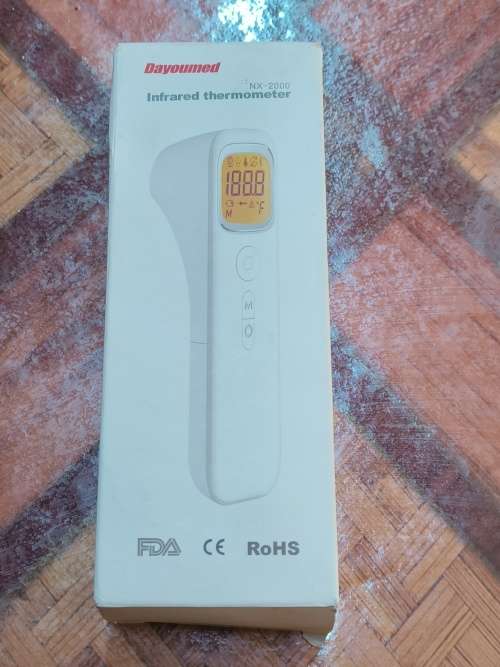 Dayoumed
NX-2000
Infrared thermometer
188.8
M °F
M
FDA CE RoHS